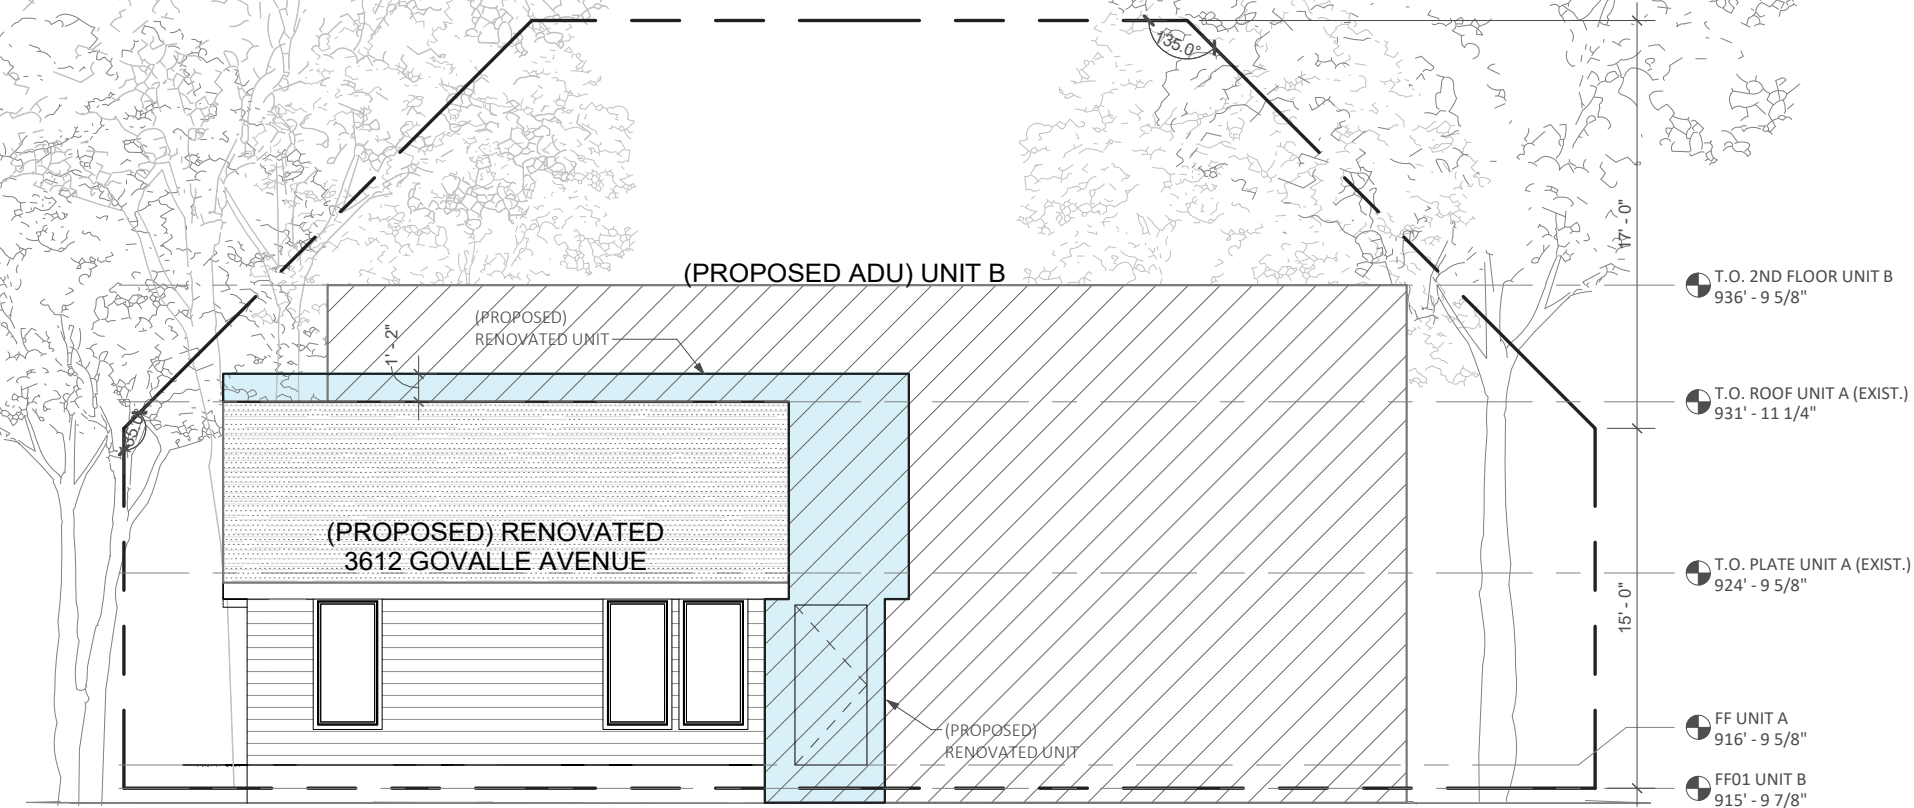 135.0°
17' - 0"
(PROPOSED ADU) UNIT B
T.O. 2ND FLOOR UNIT B
936' - 9 5/8"
(PROPOSED)
RENOVATED UNIT
1' - 2"
T.O. ROOF UNIT A (EXIST.)
931' - 11 1/4"
135.0°
(PROPOSED) RENOVATED
3612 GOVALLE AVENUE
T.O. PLATE UNIT A (EXIST.)
924' - 9 5/8"
15' - 0"
(PROPOSED)
RENOVATED UNIT
FF UNIT A
916' - 9 5/8"
FF01 UNIT B
915' - 9 7/8"